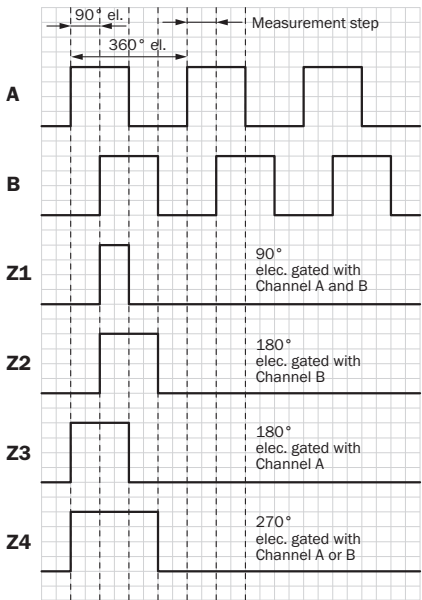 90° el.
Measurement step
360° el.
A
B
Z1
90°
elec. gated with
Channel A and B
Z2
180°
elec. gated with
Channel B
Z3
180°
elec. gated with
Channel A
Z4
270°
elec. gated with
Channel A or B